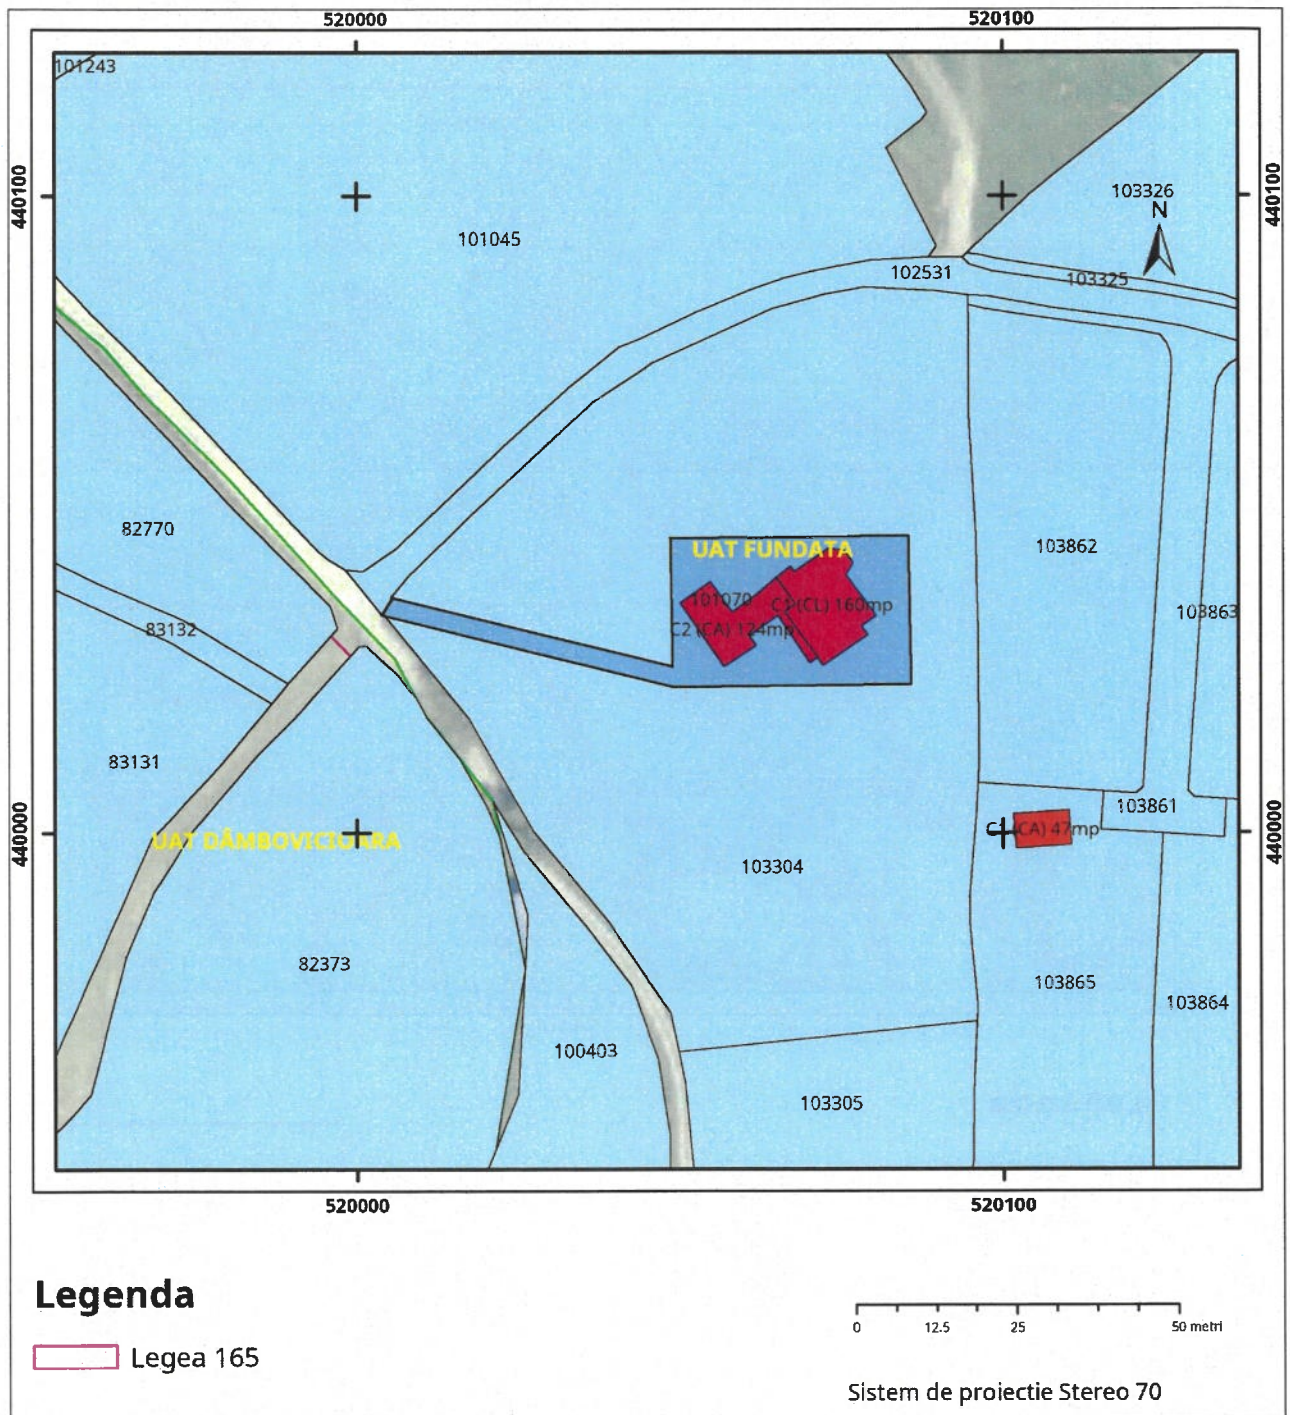 520000 520100
101243
440100 440100
103326
N
101045
102531
103325
82770
UAT FUNDATA
103862
101070
C1 (CL) 160mp
103863
83132
C2 (CA) 124mp
83131
103861
440000 440000
C1 (CA) 47mp
UAT DÂMBOVICIOARA
103304
82373
103865
103864
100403
103305
520000 520100
Legenda
Legea 165
0 12.5 25 50 metri
Sistem de proiectie Stereo 70